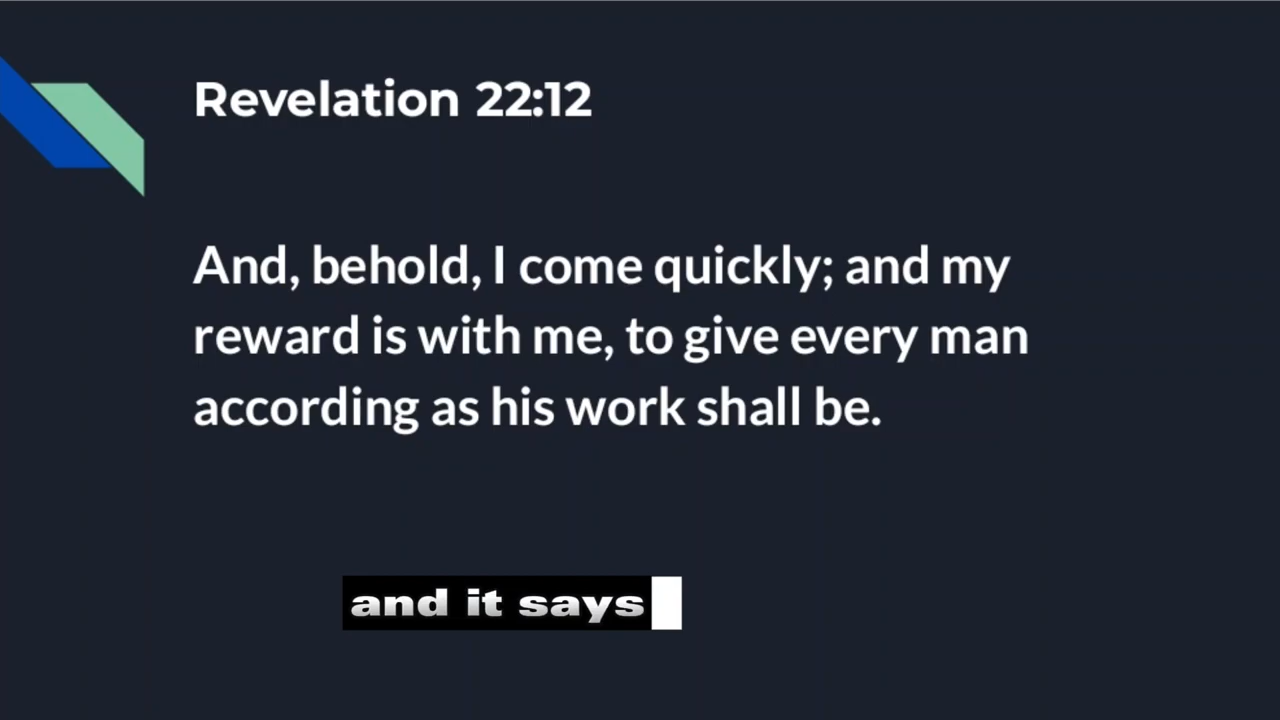 Revelation 22:12
And, behold, I come quickly; and my
reward is with me, to give every man
according as his work shall be.
and it says